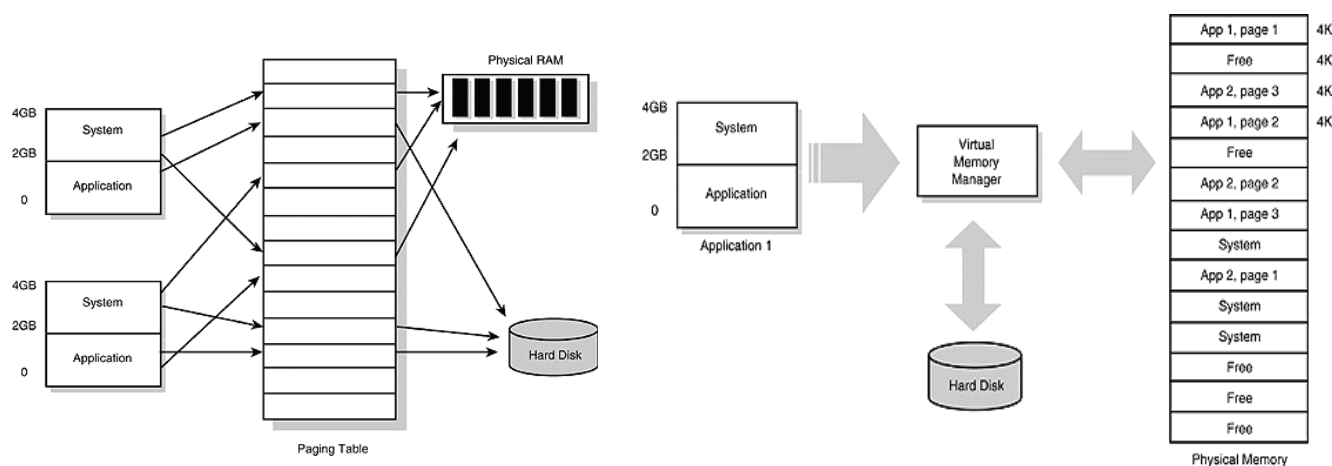 Physical RAM
4GB
System
2GB
Application
0
4GB
System
2GB
Application
0
Hard Disk
Paging Table
4GB
System
2GB
Application
0
Application 1
Virtual
Memory
Manager
Hard Disk
App 1, page 1
4K
Free
4K
App 2, page 3
4K
App 1, page 2
4K
Free
App 2, page 2
App 1, page 3
System
App 2, page 1
System
System
Free
Free
Free
Physical Memory